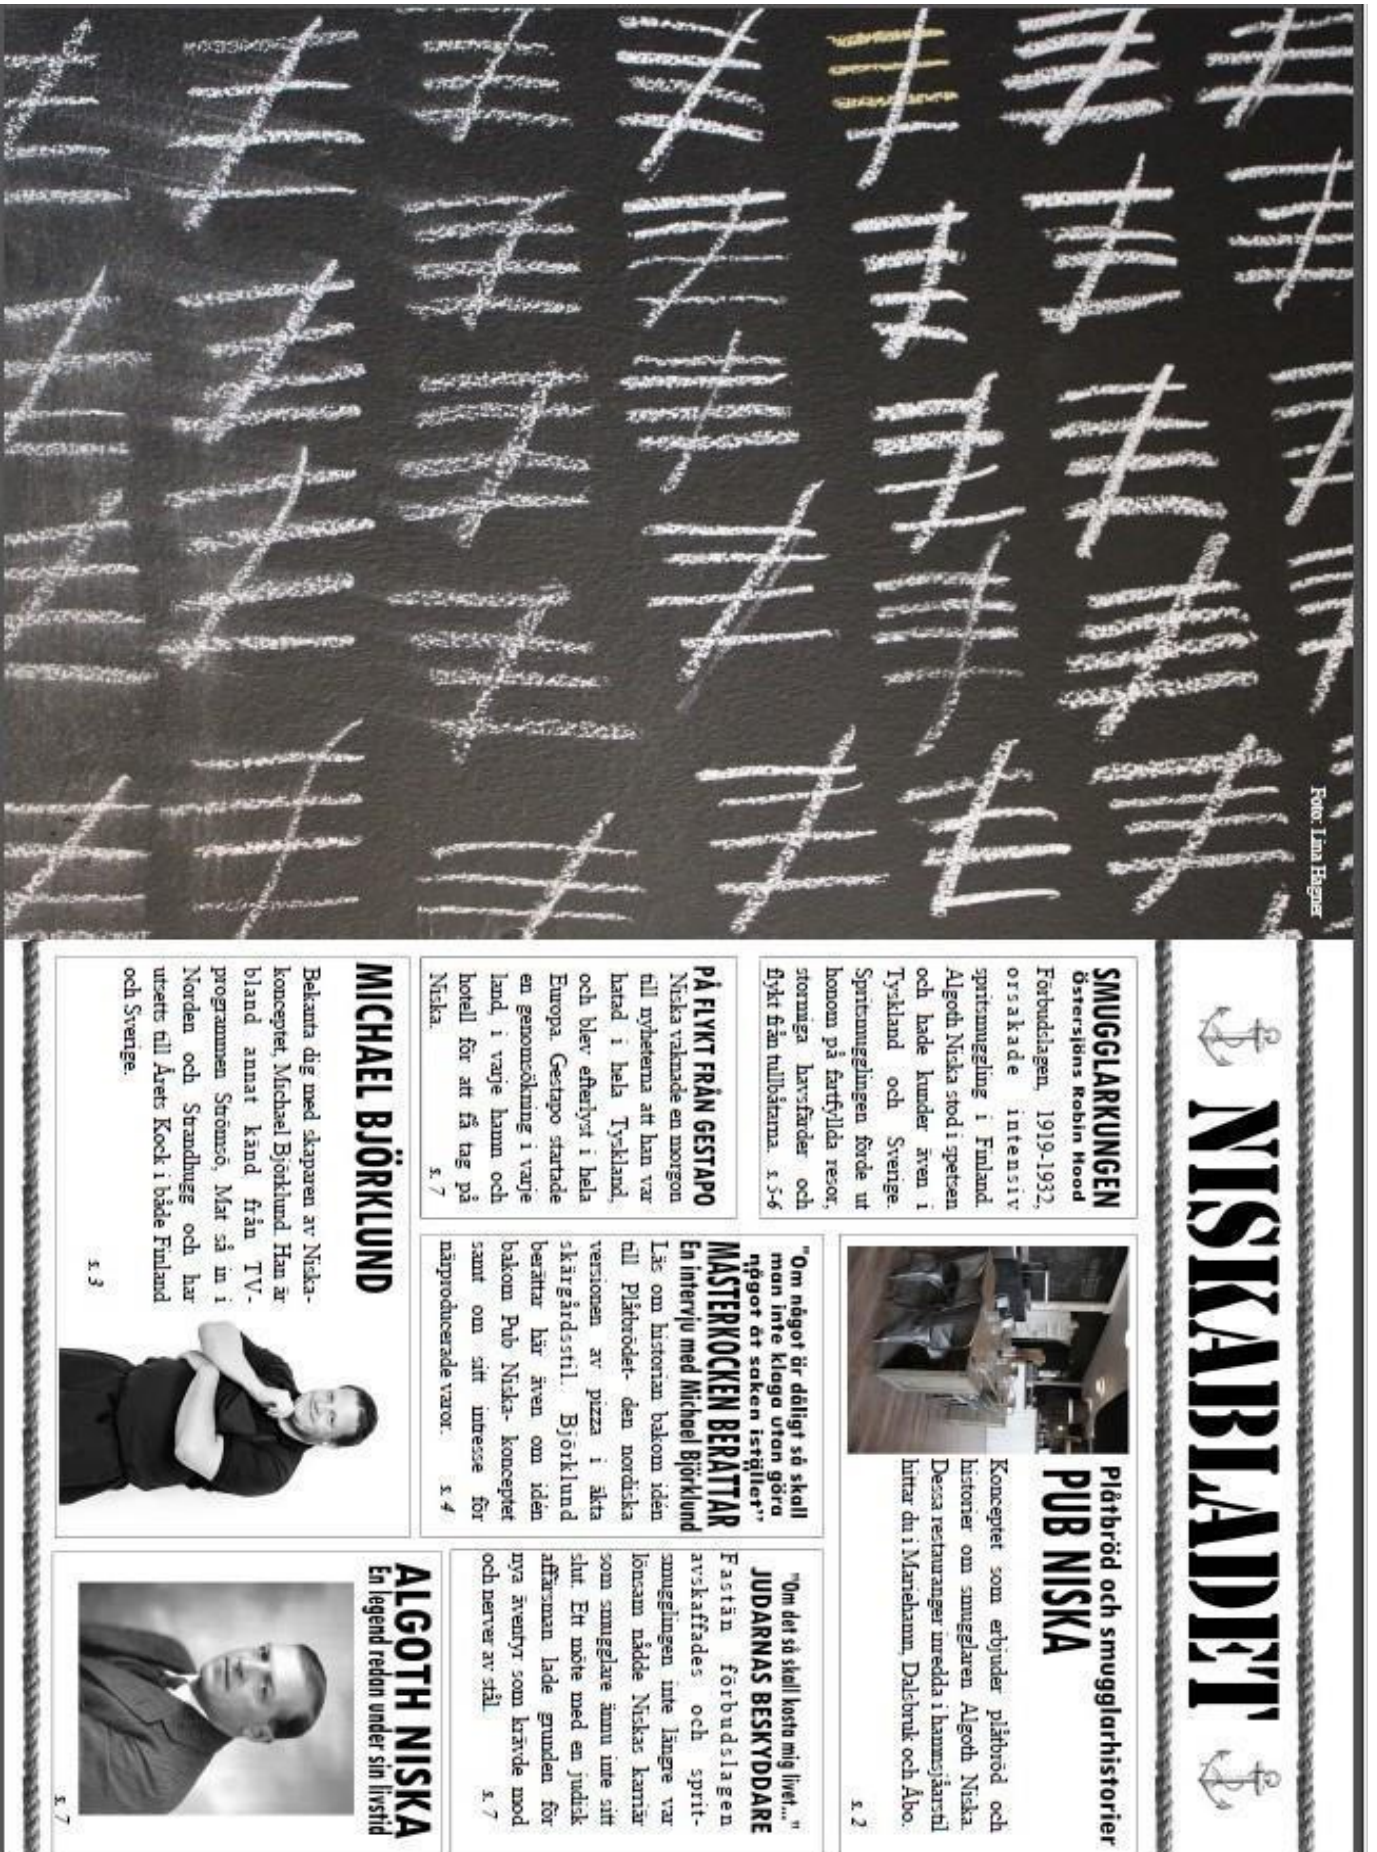 Foto: Lina Hagner
NISKABLADET
SMUGGLARKUNGEN
Östersjöns Robin Hood
Förbudslagen, 1919-1932,
orsakade intensiv
spritsmuggling i Finland.
Algoth Niska stod i spetsen
och hade kunder även i
Tyskland och Sverige.
Spritsmugglingen förde ut
honom på fartfyllda resor,
stormiga havsfärder och
flykt från tullbåtarna. s. 5-6
Plåtbröd och smugglarhistorier
PUB NISKA
Konceptet som erbjuder plåtbröd och
historier om smugglaren Algoth Niska.
Dessa restauranger inredda i hamnsjåarstil
hittar du i Mariehamn, Dalsbruk och Åbo.
s. 2
PÅ FLYKT FRÅN GESTAPO
Niska vaknade en morgon
till nyheterna att han var
hatad i hela Tyskland,
och blev efterlyst i hela
Europa. Gestapo startade
en genomsökning i varje
land, i varje hamn och
hotell för att få tag på
Niska. s. 7
"Om något är dåligt så skall
man inte klaga utan göra
något åt saken istället"
MÄSTERKOCKEN BERÄTTAR
En intervju med Michael Björklund
Läs om historian bakom idén
till Plåtbrödet- den nordiska
versionen av pizza i äkta
skärgårdsstil. Björklund
berättar här även om idén
bakom Pub Niska- konceptet
samt om sitt intresse för
närproducerade varor. s. 4
"Om det så skall kosta mig livet..."
JUDARNAS BESKYDDARE
Fastän förbudslagen
avskaffades och sprit-
smugglingen inte längre var
lönsam nådde Niskas karriär
som smugglare ännu inte sitt
slut. Ett möte med en judisk
affärsman lade grunden för
nya äventyr som krävde mod
och nerver av stål. s. 7
MICHAEL BJÖRKLUND
Bekanta dig med skaparen av Niska-
konceptet, Michael Björklund. Han är
bland annat känd från TV-
programmen Strömsö, Mat så in i
Norden och Strandhugg och har
utsetts till Årets Kock i både Finland
och Sverige.
s. 3
ALGOTH NISKA
En legend redan under sin livstid
s. 7